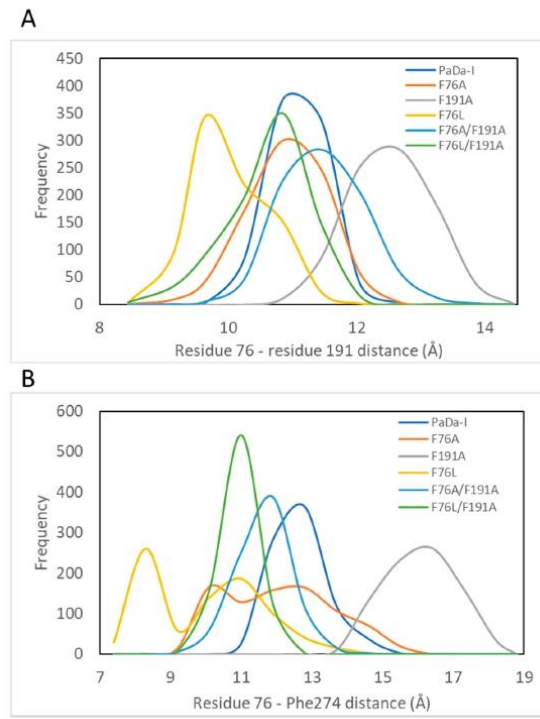 A
450
400
350
300
250
200
150
100
50
0
Frequency
8 10 12 14
Residue 76 - residue 191 distance (Å)
PaDa-I
F76A
F191A
F76L
F76A/F191A
F76L/F191A
B
600
500
400
300
200
100
0
Frequency
7 9 11 13 15 17 19
Residue 76 - Phe274 distance (Å)
PaDa-I
F76A
F191A
F76L
F76A/F191A
F76L/F191A